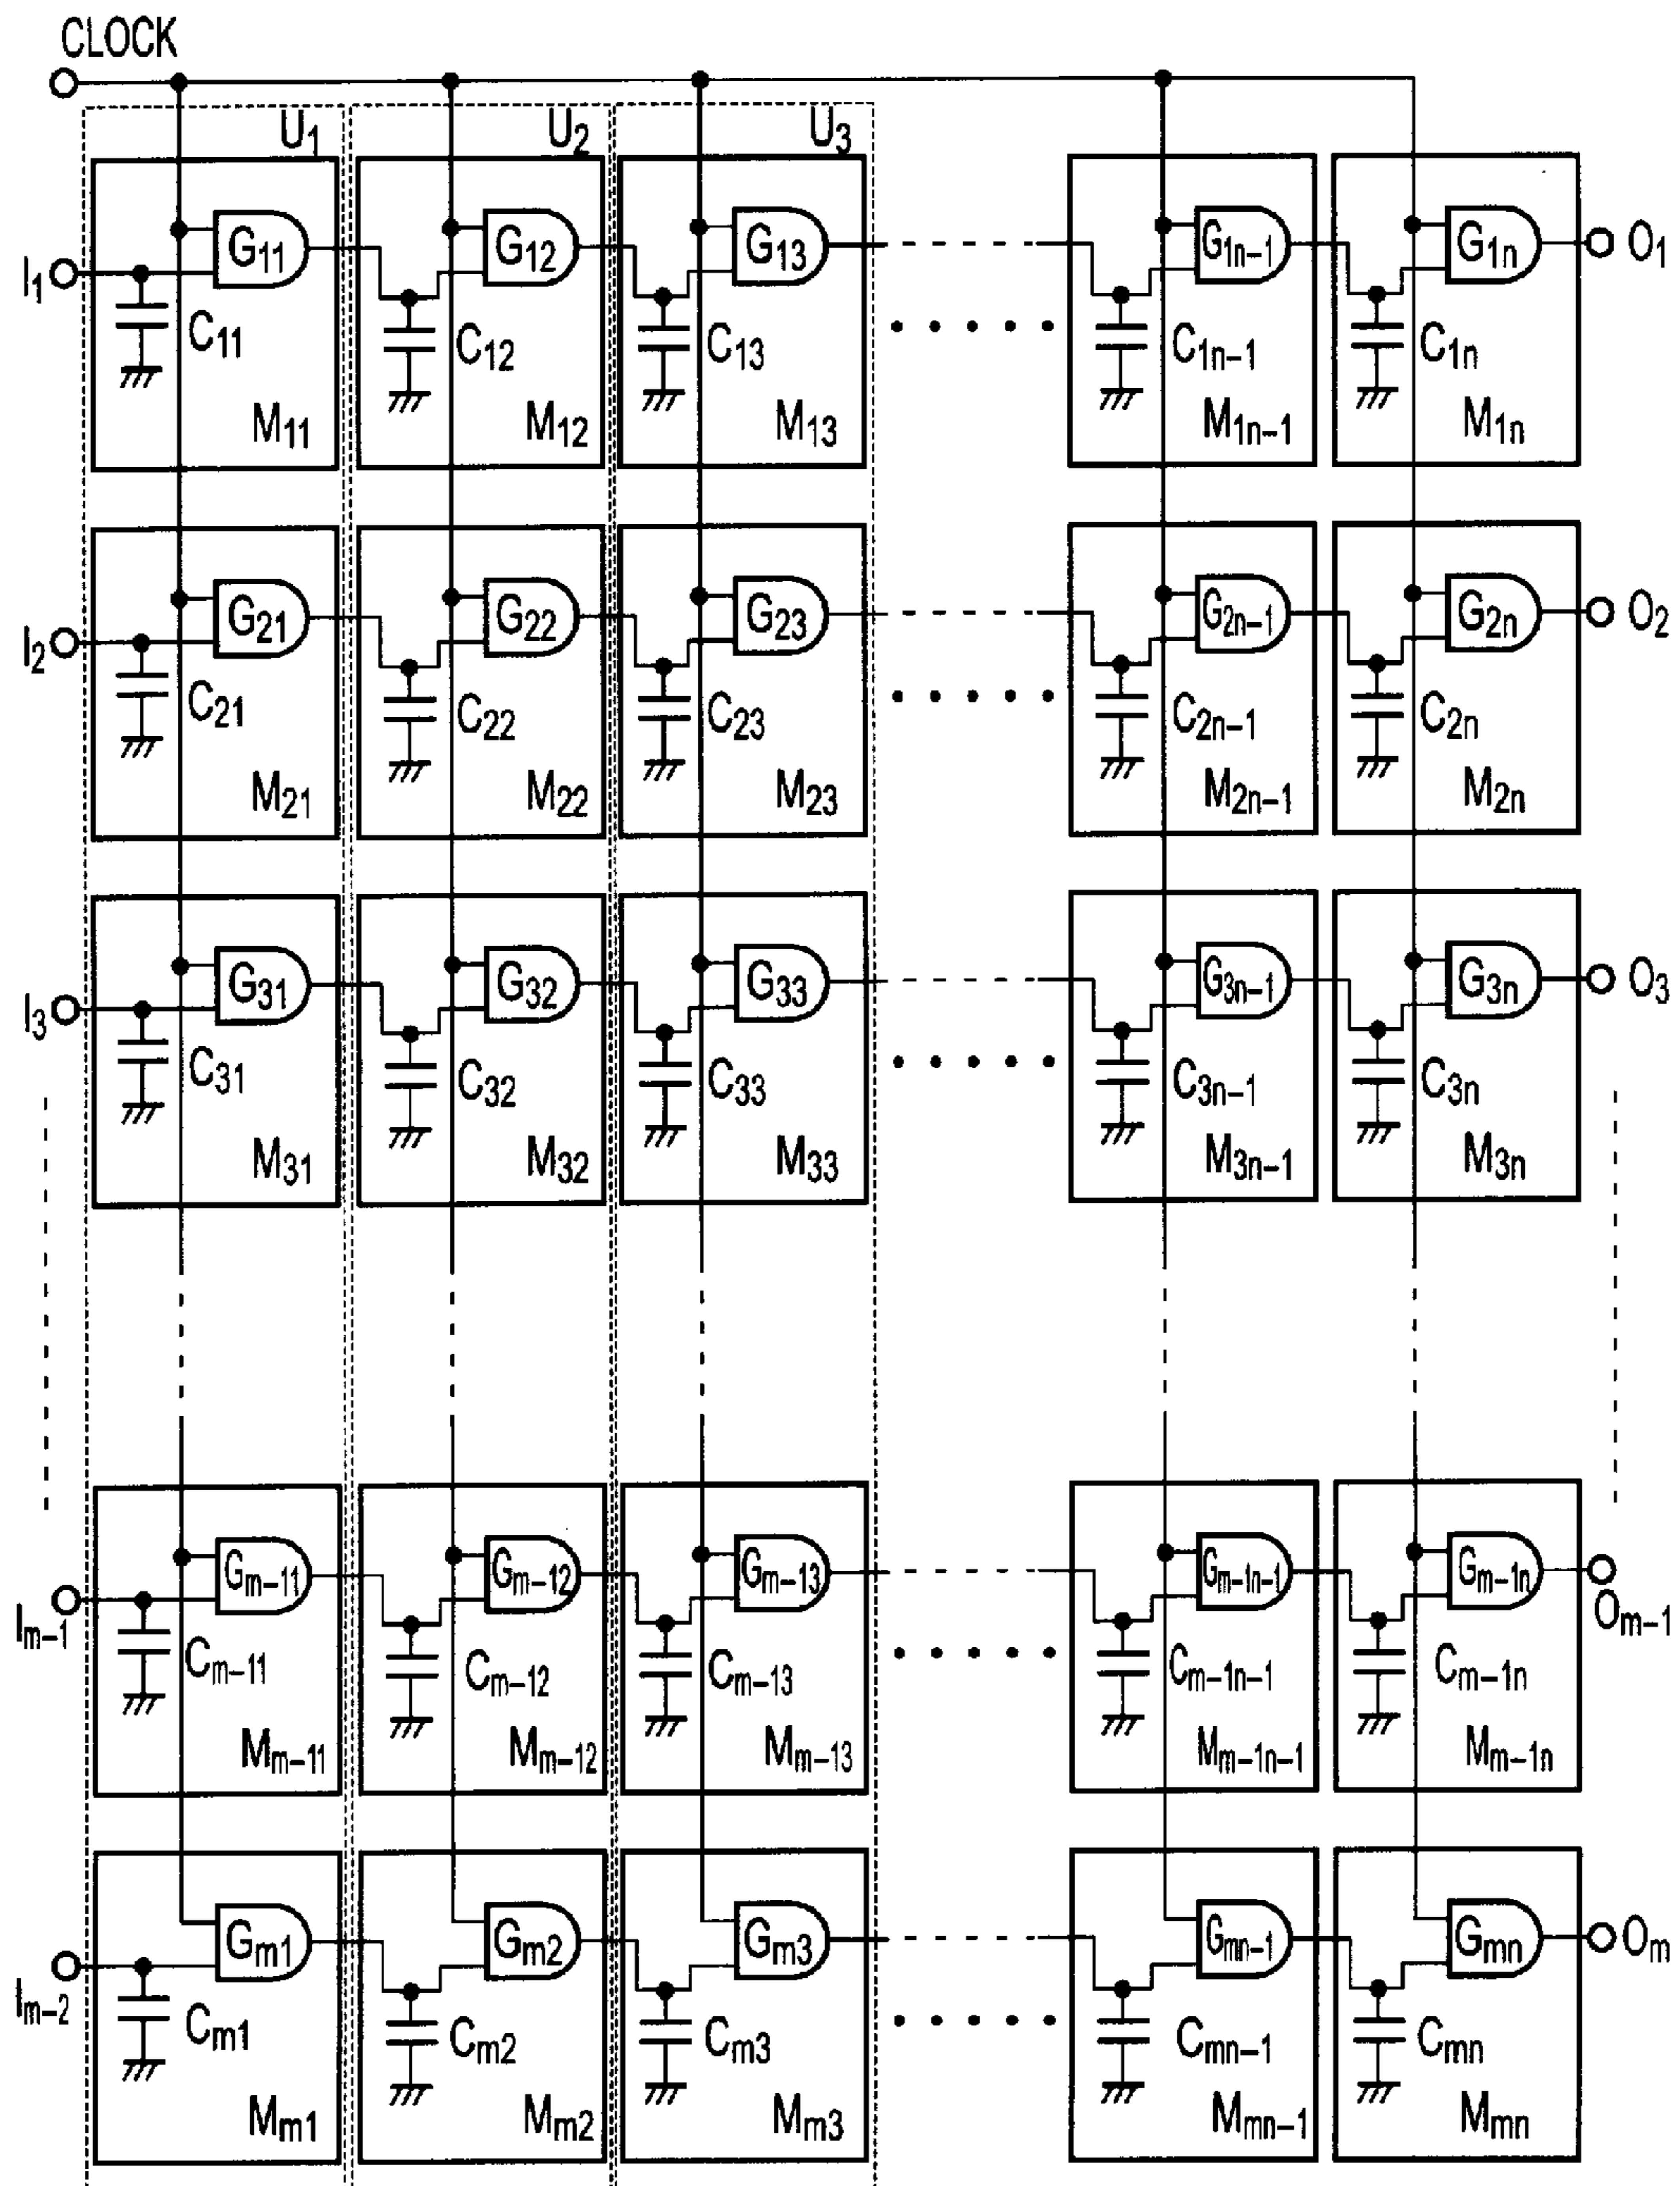 CLOCK
U1 U2 U3
I1 G11 G12 G13 G1n-1 G1n O1
C11 C12 C13 C1n-1 C1n
M11 M12 M13 M1n-1 M1n
I2 G21 G22 G23 G2n-1 G2n O2
C21 C22 C23 C2n-1 C2n
M21 M22 M23 M2n-1 M2n
I3 G31 G32 G33 G3n-1 G3n O3
C31 C32 C33 C3n-1 C3n
M31 M32 M33 M3n-1 M3n
Im-1 Gm-11 Gm-12 Gm-13 Gm-1n-1 Gm-1n Om-1
Cm-11 Cm-12 Cm-13 Cm-1n-1 Cm-1n
Mm-11 Mm-12 Mm-13 Mm-1n-1 Mm-1n
Im-2 Gm1 Gm2 Gm3 Gmn-1 Gmn Om
Cm1 Cm2 Cm3 Cmn-1 Cmn
Mm1 Mm2 Mm3 Mmn-1 Mmn